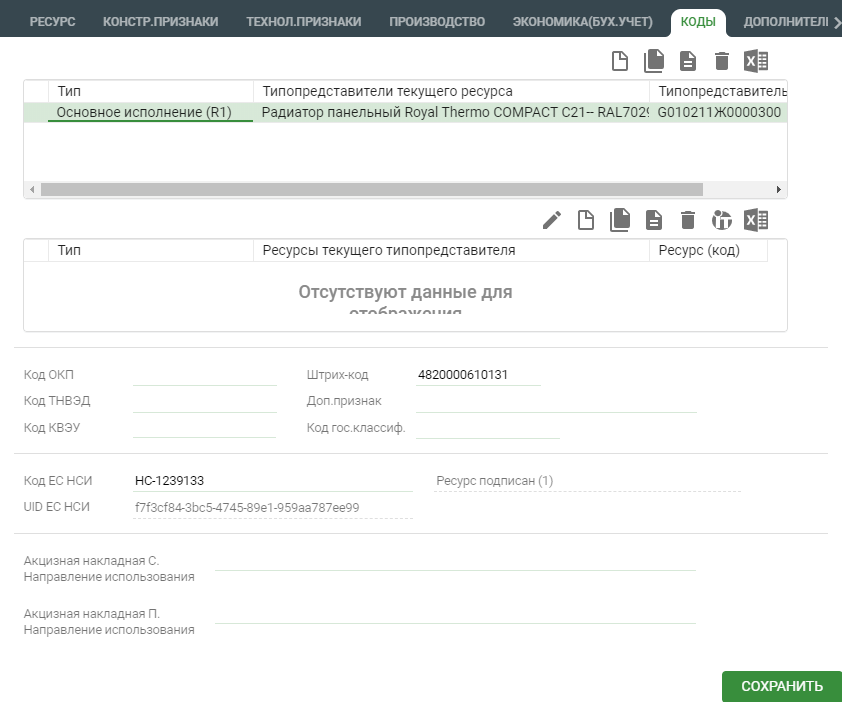 РЕСУРС КОНСТР.ПРИЗНАКИ ТЕХНОЛ.ПРИЗНАКИ ПРОИЗВОДСТВО ЭКОНОМИКА(БУХ.УЧЕТ) КОДЫ ДОПОЛНИТЕЛ
Тип Типопредставители текущего ресурса Типопредставитель
Основное исполнение (R1) Радиатор панельный Royal Thermo COMPACT C21-- RAL7029 G010211Ж0000300
Тип Ресурсы текущего типопредставителя Ресурс (код)
Отсутствуют данные для
отображения
Код ОКП Штрих-код 4820000610131
Код ТНВЭД Доп.признак
Код КВЭУ Код гос.классиф.
Код ЕС НСИ НС-1239133 Ресурс подписан (1)
UID ЕС НСИ f7f3cf84-3bc5-4745-89e1-959aa787ee99
Акцизная накладная С.
Направление использования
Акцизная накладная П.
Направление использования
СОХРАНИТЬ